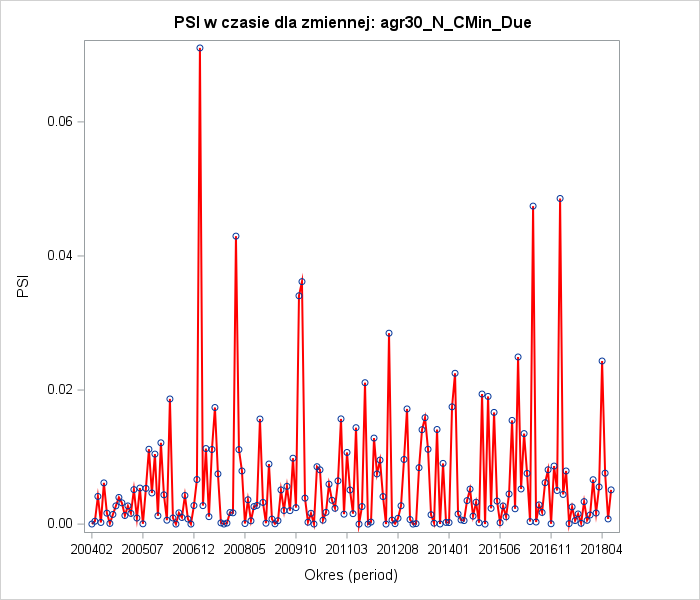 PSI w czasie dla zmiennej: agr30_N_CMin_Due
0.06
0.04
0.02
0.00
PSI
200402 200507 200612 200805 200910 201103 201208 201401 201506 201611 201804
Okres (period)